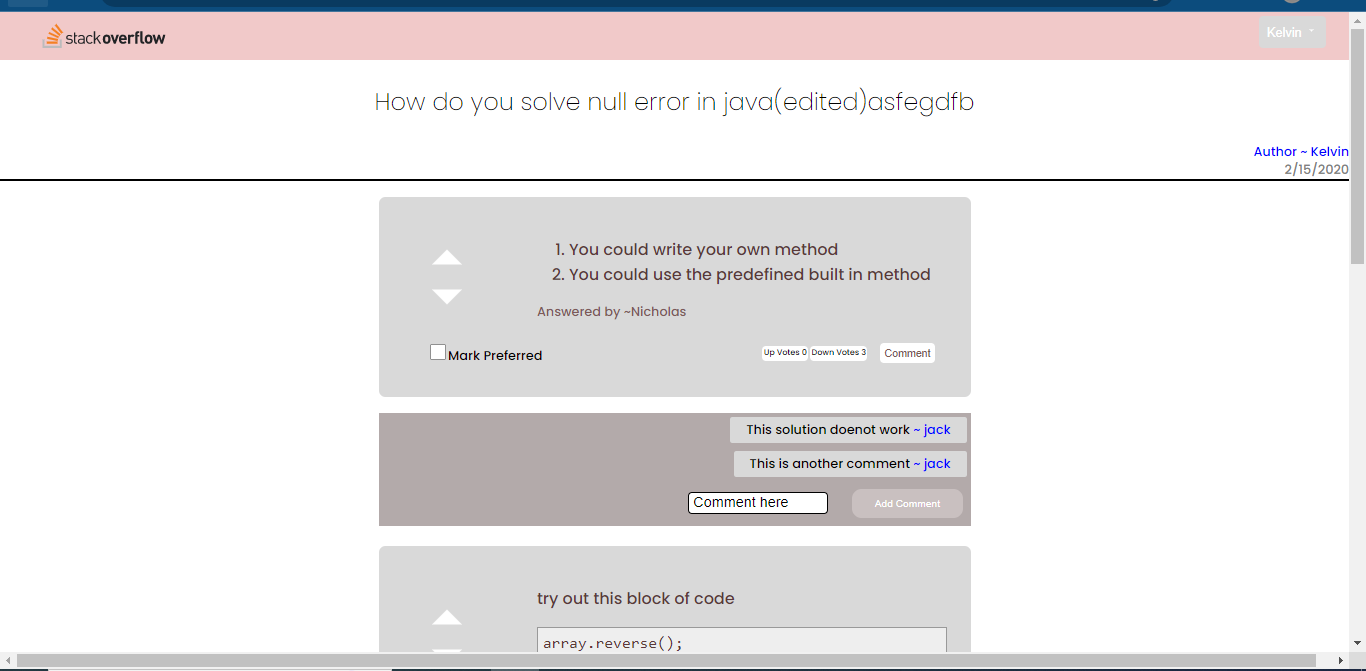 stack overflow
Kelvin
How do you solve null error in java(edited)asfegdfb
Author ~ Kelvin
2/15/2020
1. You could write your own method
2. You could use the predefined built in method
Answered by ~Nicholas
Mark Preferred
Up Votes 0 Down Votes 3 Comment
This solution doenot work ~ jack
This is another comment ~ jack
Comment here Add Comment
try out this block of code
array.reverse();